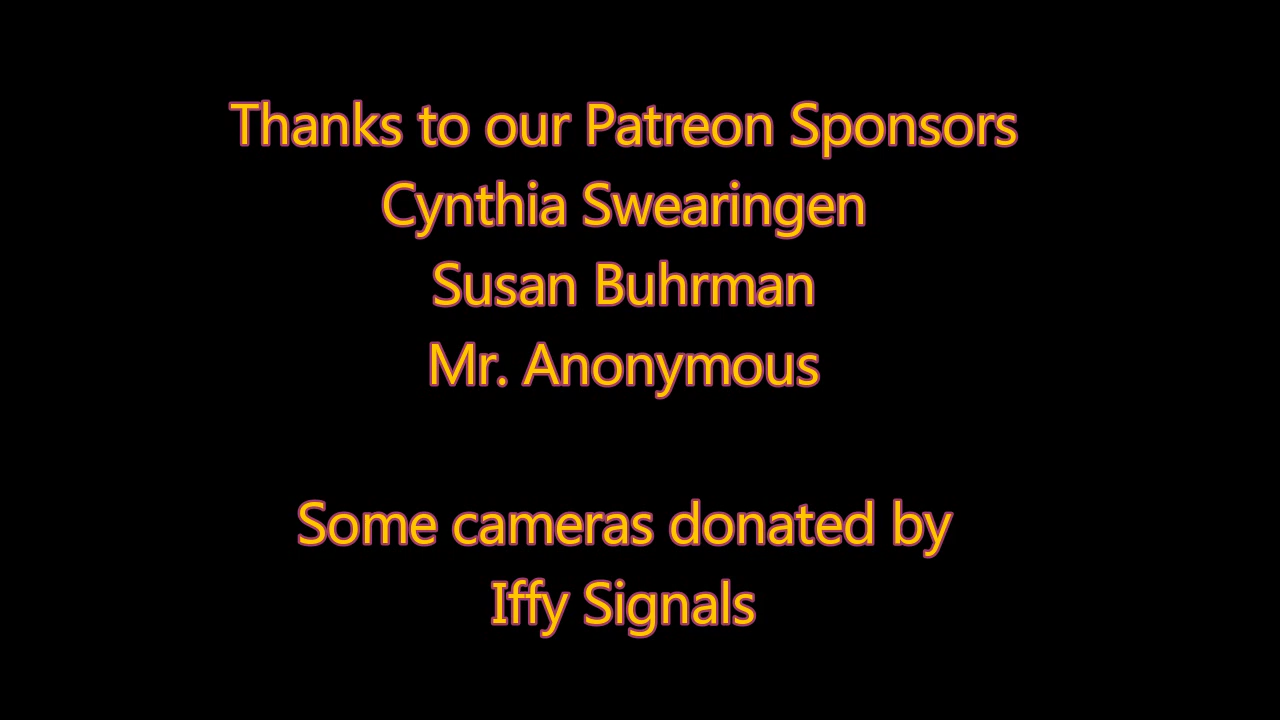 Thanks to our Patreon Sponsors
Cynthia Swearingen
Susan Buhrman
Mr. Anonymous
Some cameras donated by
Iffy Signals